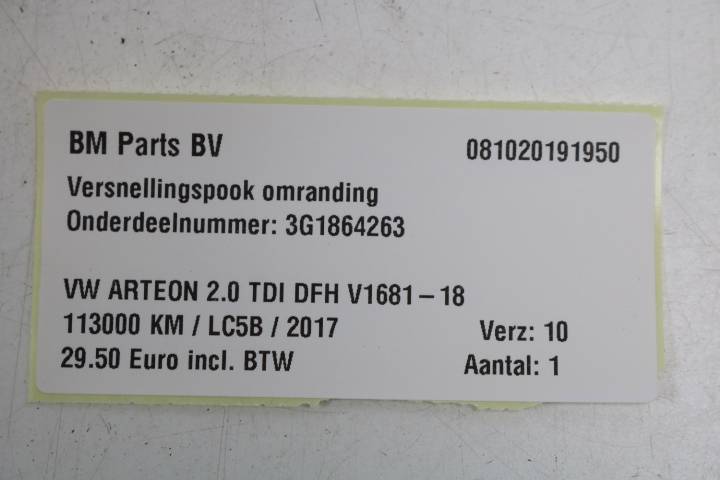 BM Parts BV 081020191950
Versnellingspook omranding
Onderdeelnummer: 3G1864263
VW ARTEON 2.0 TDI DFH V1681-18
113000 KM / LC5B / 2017 Verz: 10
29.50 Euro incl. BTW Aantal: 1